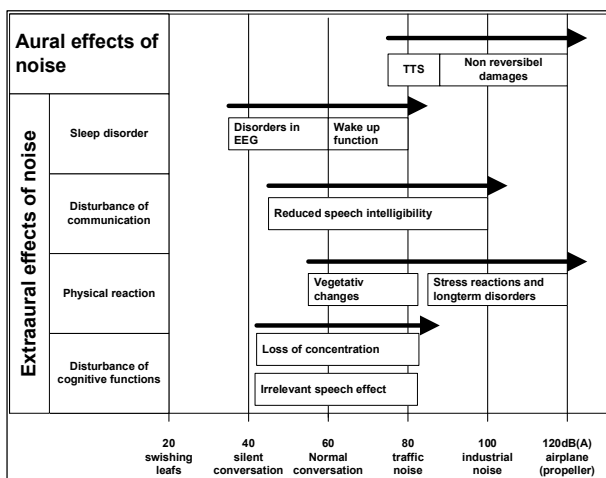 Aural effects of
noise
TTS
Non reversibel
damages
Extraaural effects of noise
Sleep disorder
Disorders in
EEG
Wake up
function
Disturbance of
communication
Reduced speech intelligibility
Physical reaction
Vegetativ
changes
Stress reactions and
longterm disorders
Disturbance of
cognitive functions
Loss of concentration
Irrelevant speech effect
20
swishing
leafs
40
silent
conversation
60
Normal
conversation
80
traffic
noise
100
industrial
noise
120dB(A)
airplane
(propeller)